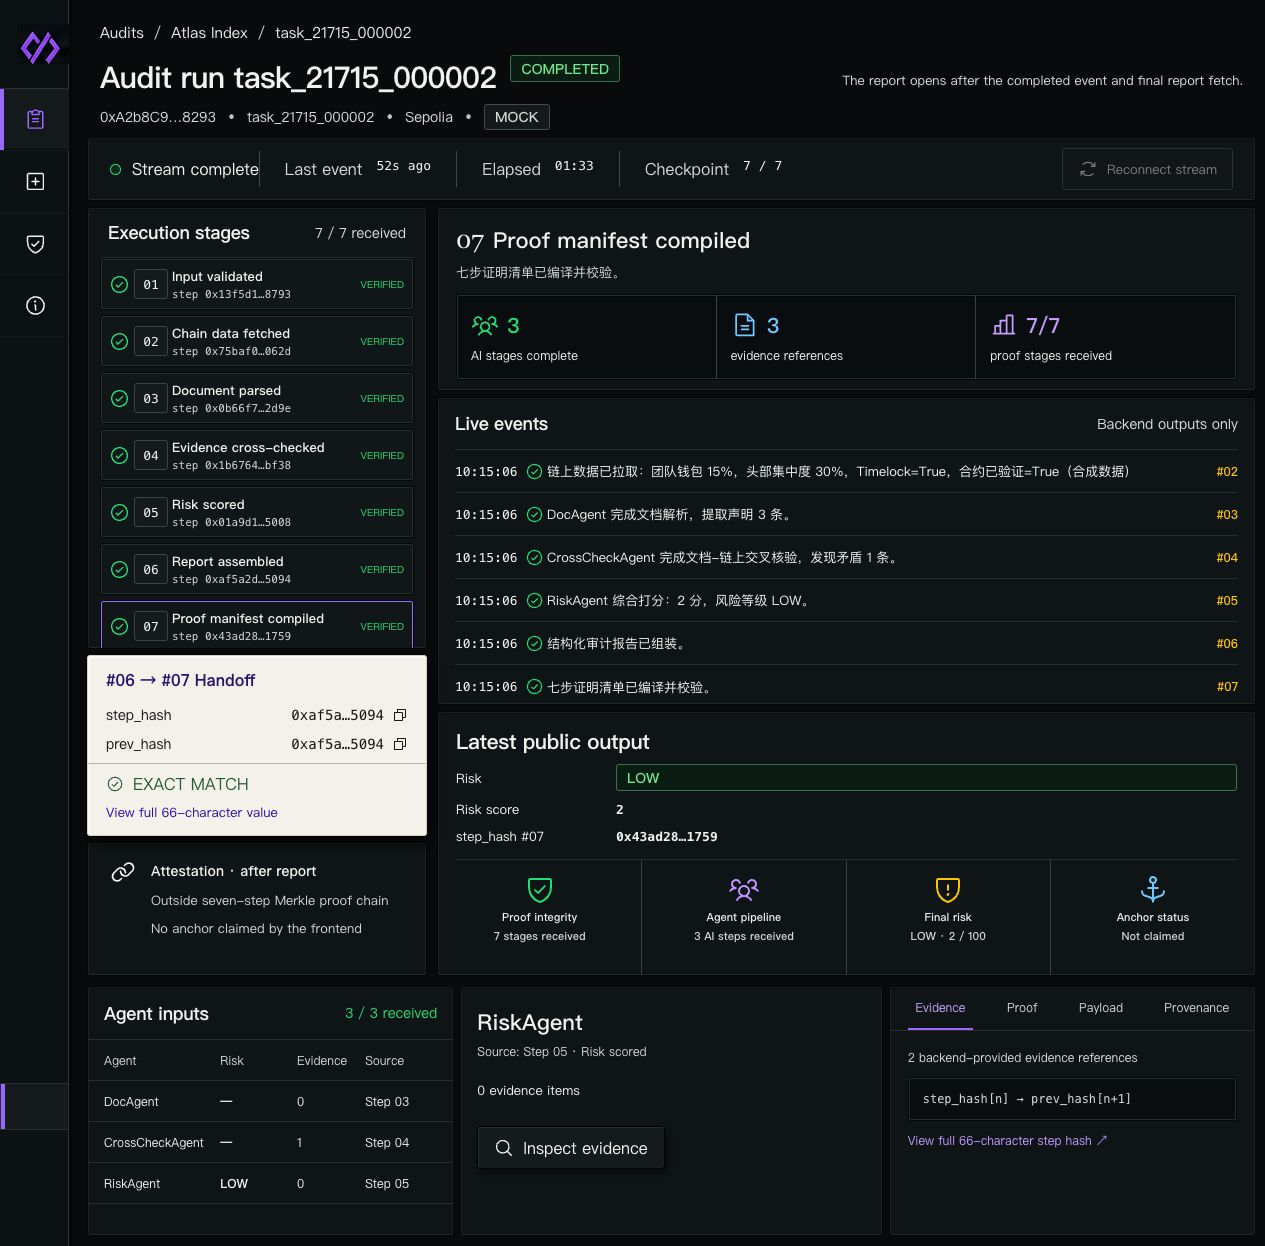 Audits / Atlas Index / task_21715_000002
Audit run task_21715_000002 COMPLETED
The report opens after the completed event and final report fetch.
0xA2b8C9...8293 • task_21715_000002 • Sepolia • MOCK
Stream complete Last event 52s ago Elapsed 01:33 Checkpoint 7 / 7 Reconnect stream
Execution stages 7 / 7 received
01 Input validated VERIFIED
step 0x13f5d1…8793
02 Chain data fetched VERIFIED
step 0x75baf0…062d
03 Document parsed VERIFIED
step 0x0b66f7…2d9e
04 Evidence cross-checked VERIFIED
step 0x1b6764…bf38
05 Risk scored VERIFIED
step 0x01a9d1…5008
06 Report assembled VERIFIED
step 0xaf5a2d…5094
07 Proof manifest compiled VERIFIED
step 0x43ad28…1759
#06 → #07 Handoff
step_hash 0xaf5a…5094
prev_hash 0xaf5a…5094
EXACT MATCH
View full 66-character value
Attestation · after report
Outside seven-step Merkle proof chain
No anchor claimed by the frontend
07 Proof manifest compiled
七步证明清单已编译并校验。
3
AI stages complete
3
evidence references
7/7
proof stages received
Live events Backend outputs only
10:15:06 链上数据已拉取：团队钱包 15%，头部集中度 30%，Timelock=True，合约已验证=True（合成数据） #02
10:15:06 DocAgent 完成文档解析，提取声明 3 条。 #03
10:15:06 CrossCheckAgent 完成文档-链上交叉核验，发现矛盾 1 条。 #04
10:15:06 RiskAgent 综合打分：2 分，风险等级 LOW。 #05
10:15:06 结构化审计报告已组装。 #06
10:15:06 七步证明清单已编译并校验。 #07
Latest public output
Risk LOW
Risk score 2
step_hash #07 0x43ad28…1759
Proof integrity
7 stages received
Agent pipeline
3 AI steps received
Final risk
LOW · 2 / 100
Anchor status
Not claimed
Agent inputs 3 / 3 received
Agent Risk Evidence Source
DocAgent — 0 Step 03
CrossCheckAgent — 1 Step 04
RiskAgent LOW 0 Step 05
RiskAgent
Source: Step 05 · Risk scored
0 evidence items
Inspect evidence
Evidence Proof Payload Provenance
2 backend-provided evidence references
step_hash[n] → prev_hash[n+1]
View full 66-character step hash ↗